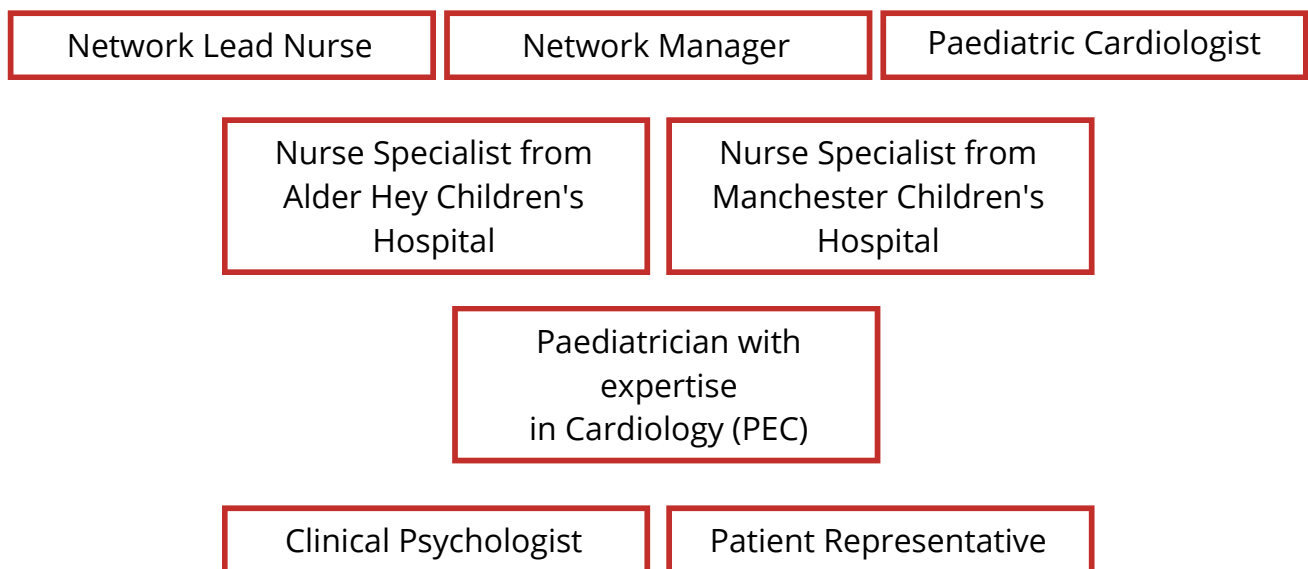 Network Lead Nurse
Network Manager
Paediatric Cardiologist
Nurse Specialist from
Alder Hey Children's
Hospital
Nurse Specialist from
Manchester Children's
Hospital
Paediatrician with
expertise
in Cardiology (PEC)
Clinical Psychologist
Patient Representative